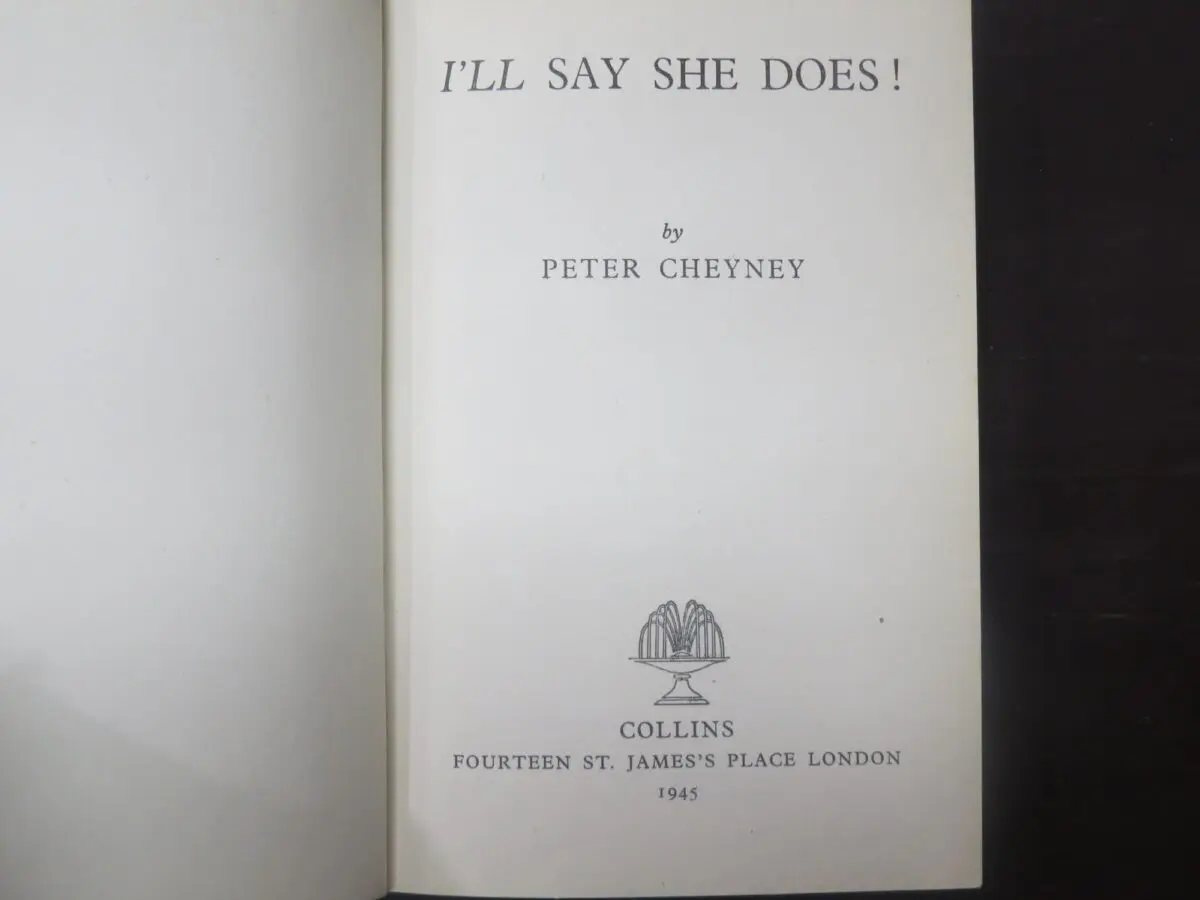 I'LL SAY SHE DOES!
by
PETER CHEYNEY
COLLINS
FOURTEEN ST. JAMES'S PLACE LONDON
1945